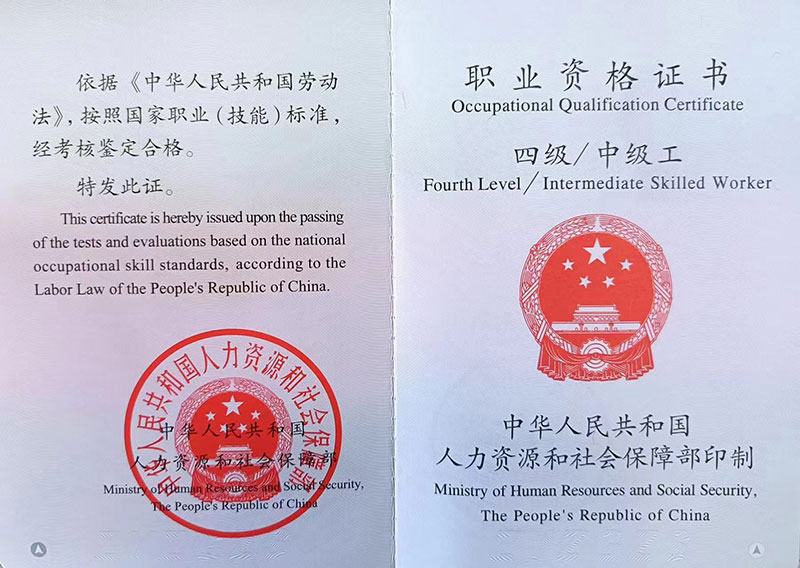 依据《中华人民共和国劳动
法》，按照国家职业（技能）标准，
经考核鉴定合格。
特发此证。
This certificate is hereby issued upon the passing
of the tests and evaluations based on the national
occupational skill standards, according to the
Labor Law of the People's Republic of China.
中华人民共和国人力资源和社会保障部
中华人民共和国
人力资源和社会保障部
Ministry of Human Resources and Social Security,
The People's Republic of China
职业资格证书
Occupational Qualification Certificate
四级/中级工
Fourth Level/Intermediate Skilled Worker
中华人民共和国
人力资源和社会保障部印制
Ministry of Human Resources and Social Security,
The People's Republic of China